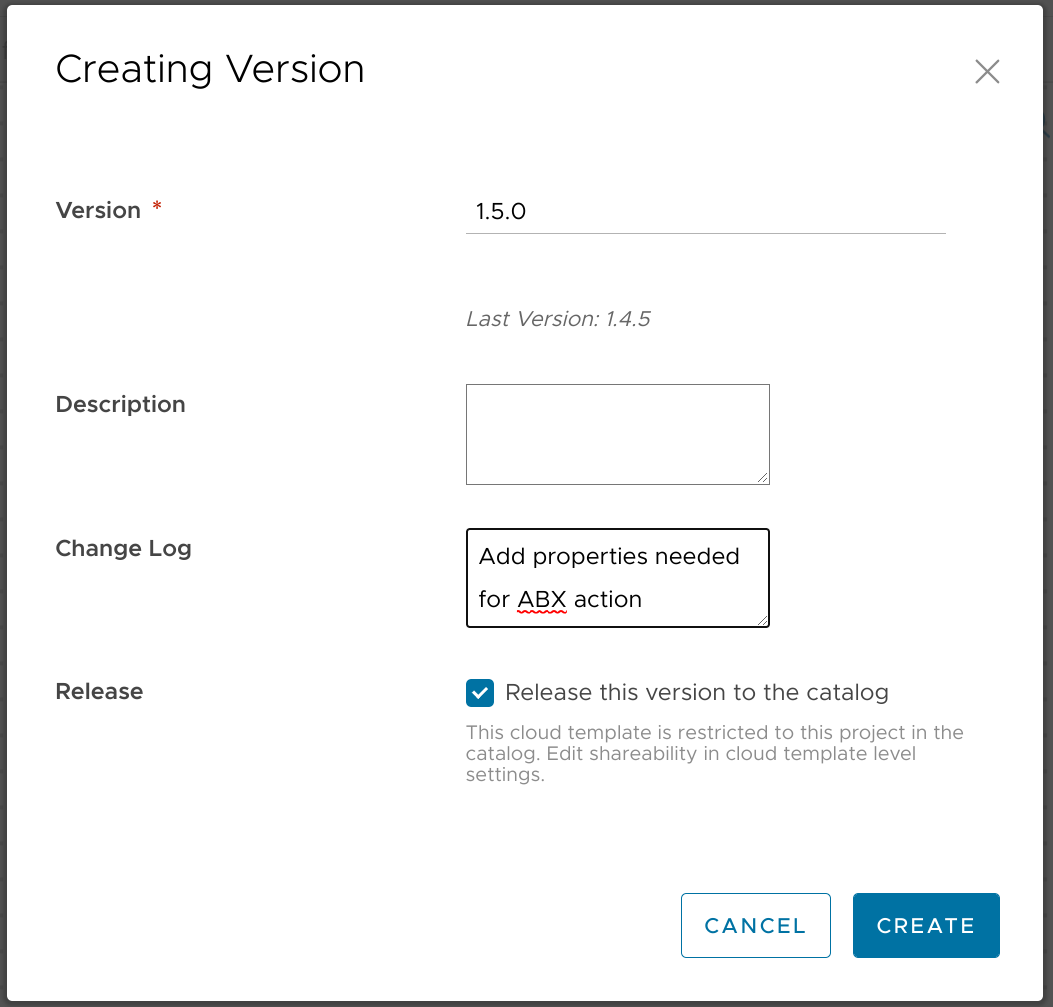 Creating Version
Version *
1.5.0
Last Version: 1.4.5
Description
Change Log
Add properties needed
for ABX action
Release
Release this version to the catalog
This cloud template is restricted to this project in the
catalog. Edit shareability in cloud template level
settings.
CANCEL
CREATE